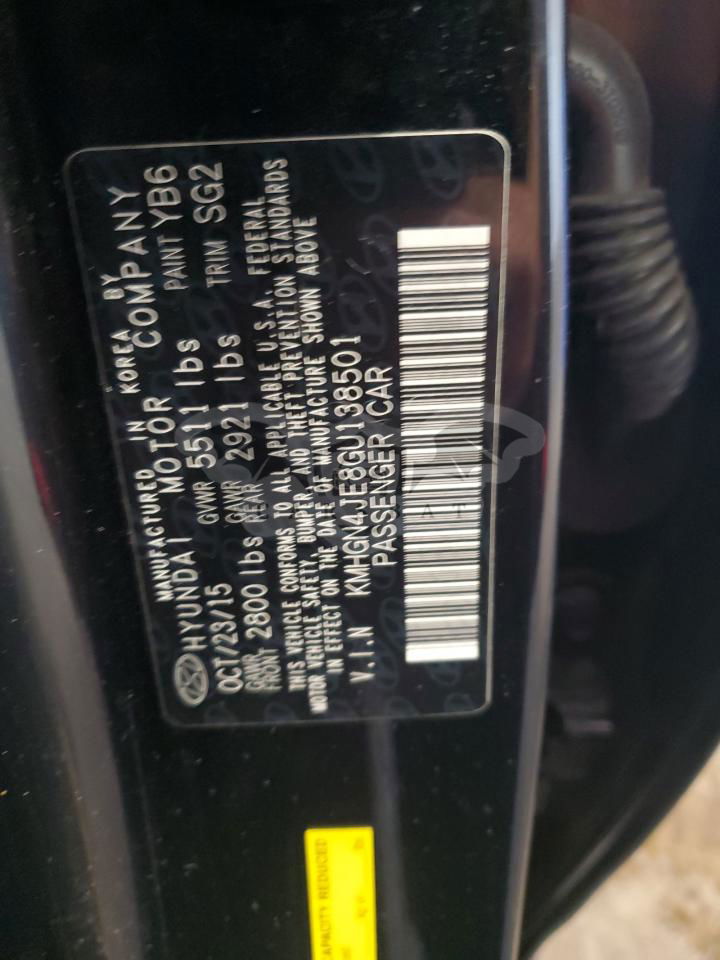 MANUFACTURED IN KOREA BY
HYUNDAI MOTOR COMPANY
OCT/23/15 GVWR 5511 lbs PAINT YB6
GAWR FRONT 2800 lbs GAWR REAR 2921 lbs TRIM SG2
THIS VEHICLE CONFORMS TO ALL APPLICABLE U.S.A. FEDERAL
MOTOR VEHICLE SAFETY, BUMPER, AND THEFT PREVENTION STANDARDS
IN EFFECT ON THE DATE OF MANUFACTURE SHOWN ABOVE
V.I.N KMHGN4JE8GU138501
PASSENGER CAR
CAPACITY REDUCED